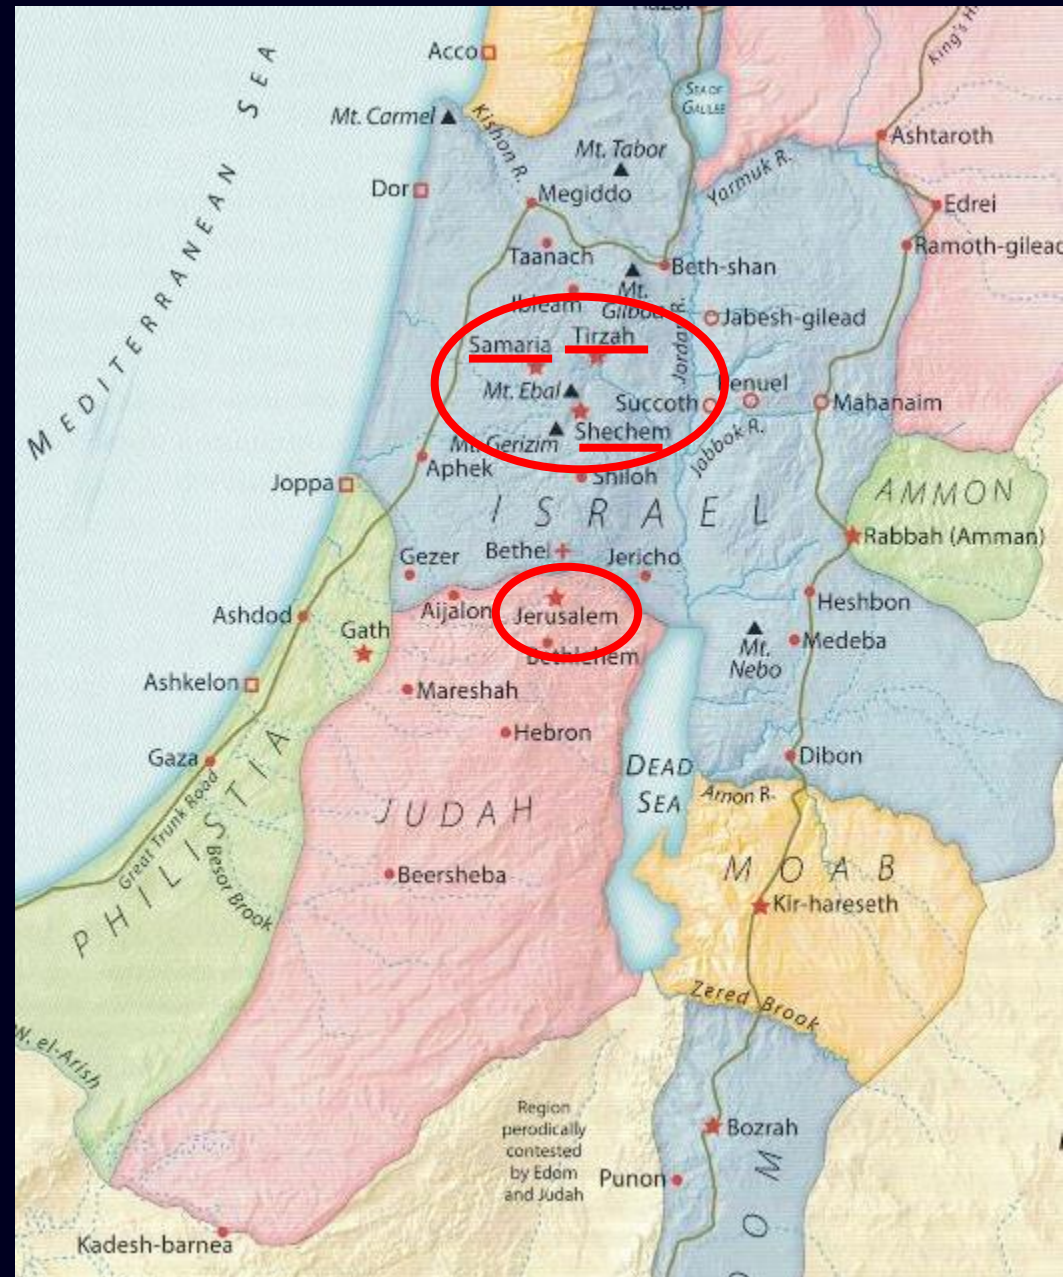 Acco
King's H
SEA OF
GALILEE
Mt. Carmel
Kishon R.
Ashtaroth
Mt. Tabor
Yarmuk R.
Dor
Megiddo
Edrei
MEDITERRANEAN SEA
Taanach
Ramoth-gilead
Beth-shan
Ibleam
Mt.
Gilboa
Jabesh-gilead
Jordan R.
Samaria
Tirzah
Mt. Ebal
Penuel
Succoth
Mahanaim
Mt. Gerizim
Shechem
Jabbok R.
Aphek
Shiloh
Joppa
AMMON
ISRAEL
Rabbah (Amman)
Gezer
Bethel
Jericho
Ashdod
Aijalon
Jerusalem
Heshbon
Gath
Bethlehem
Mt.
Nebo
Medeba
Ashkelon
Mareshah
Hebron
Gaza
DEAD
SEA
Dibon
Great Trunk Road
Besor Brook
PHILISTIA
JUDAH
Arnon R.
MOAB
Beersheba
Kir-hareseth
Zered Brook
W. el-Arish
Region
perodically
contested
by Edom
and Judah
Bozrah
Punon
Kadesh-barnea
OM